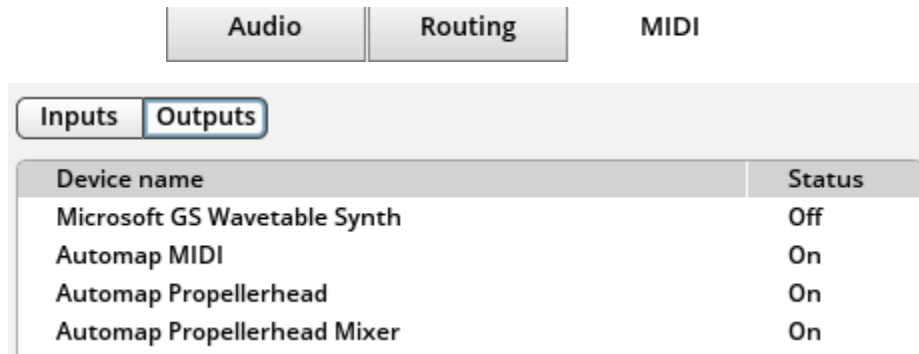 Audio Routing MIDI
Inputs Outputs
Device name Status
Microsoft GS Wavetable Synth Off
Automap MIDI On
Automap Propellerhead On
Automap Propellerhead Mixer On